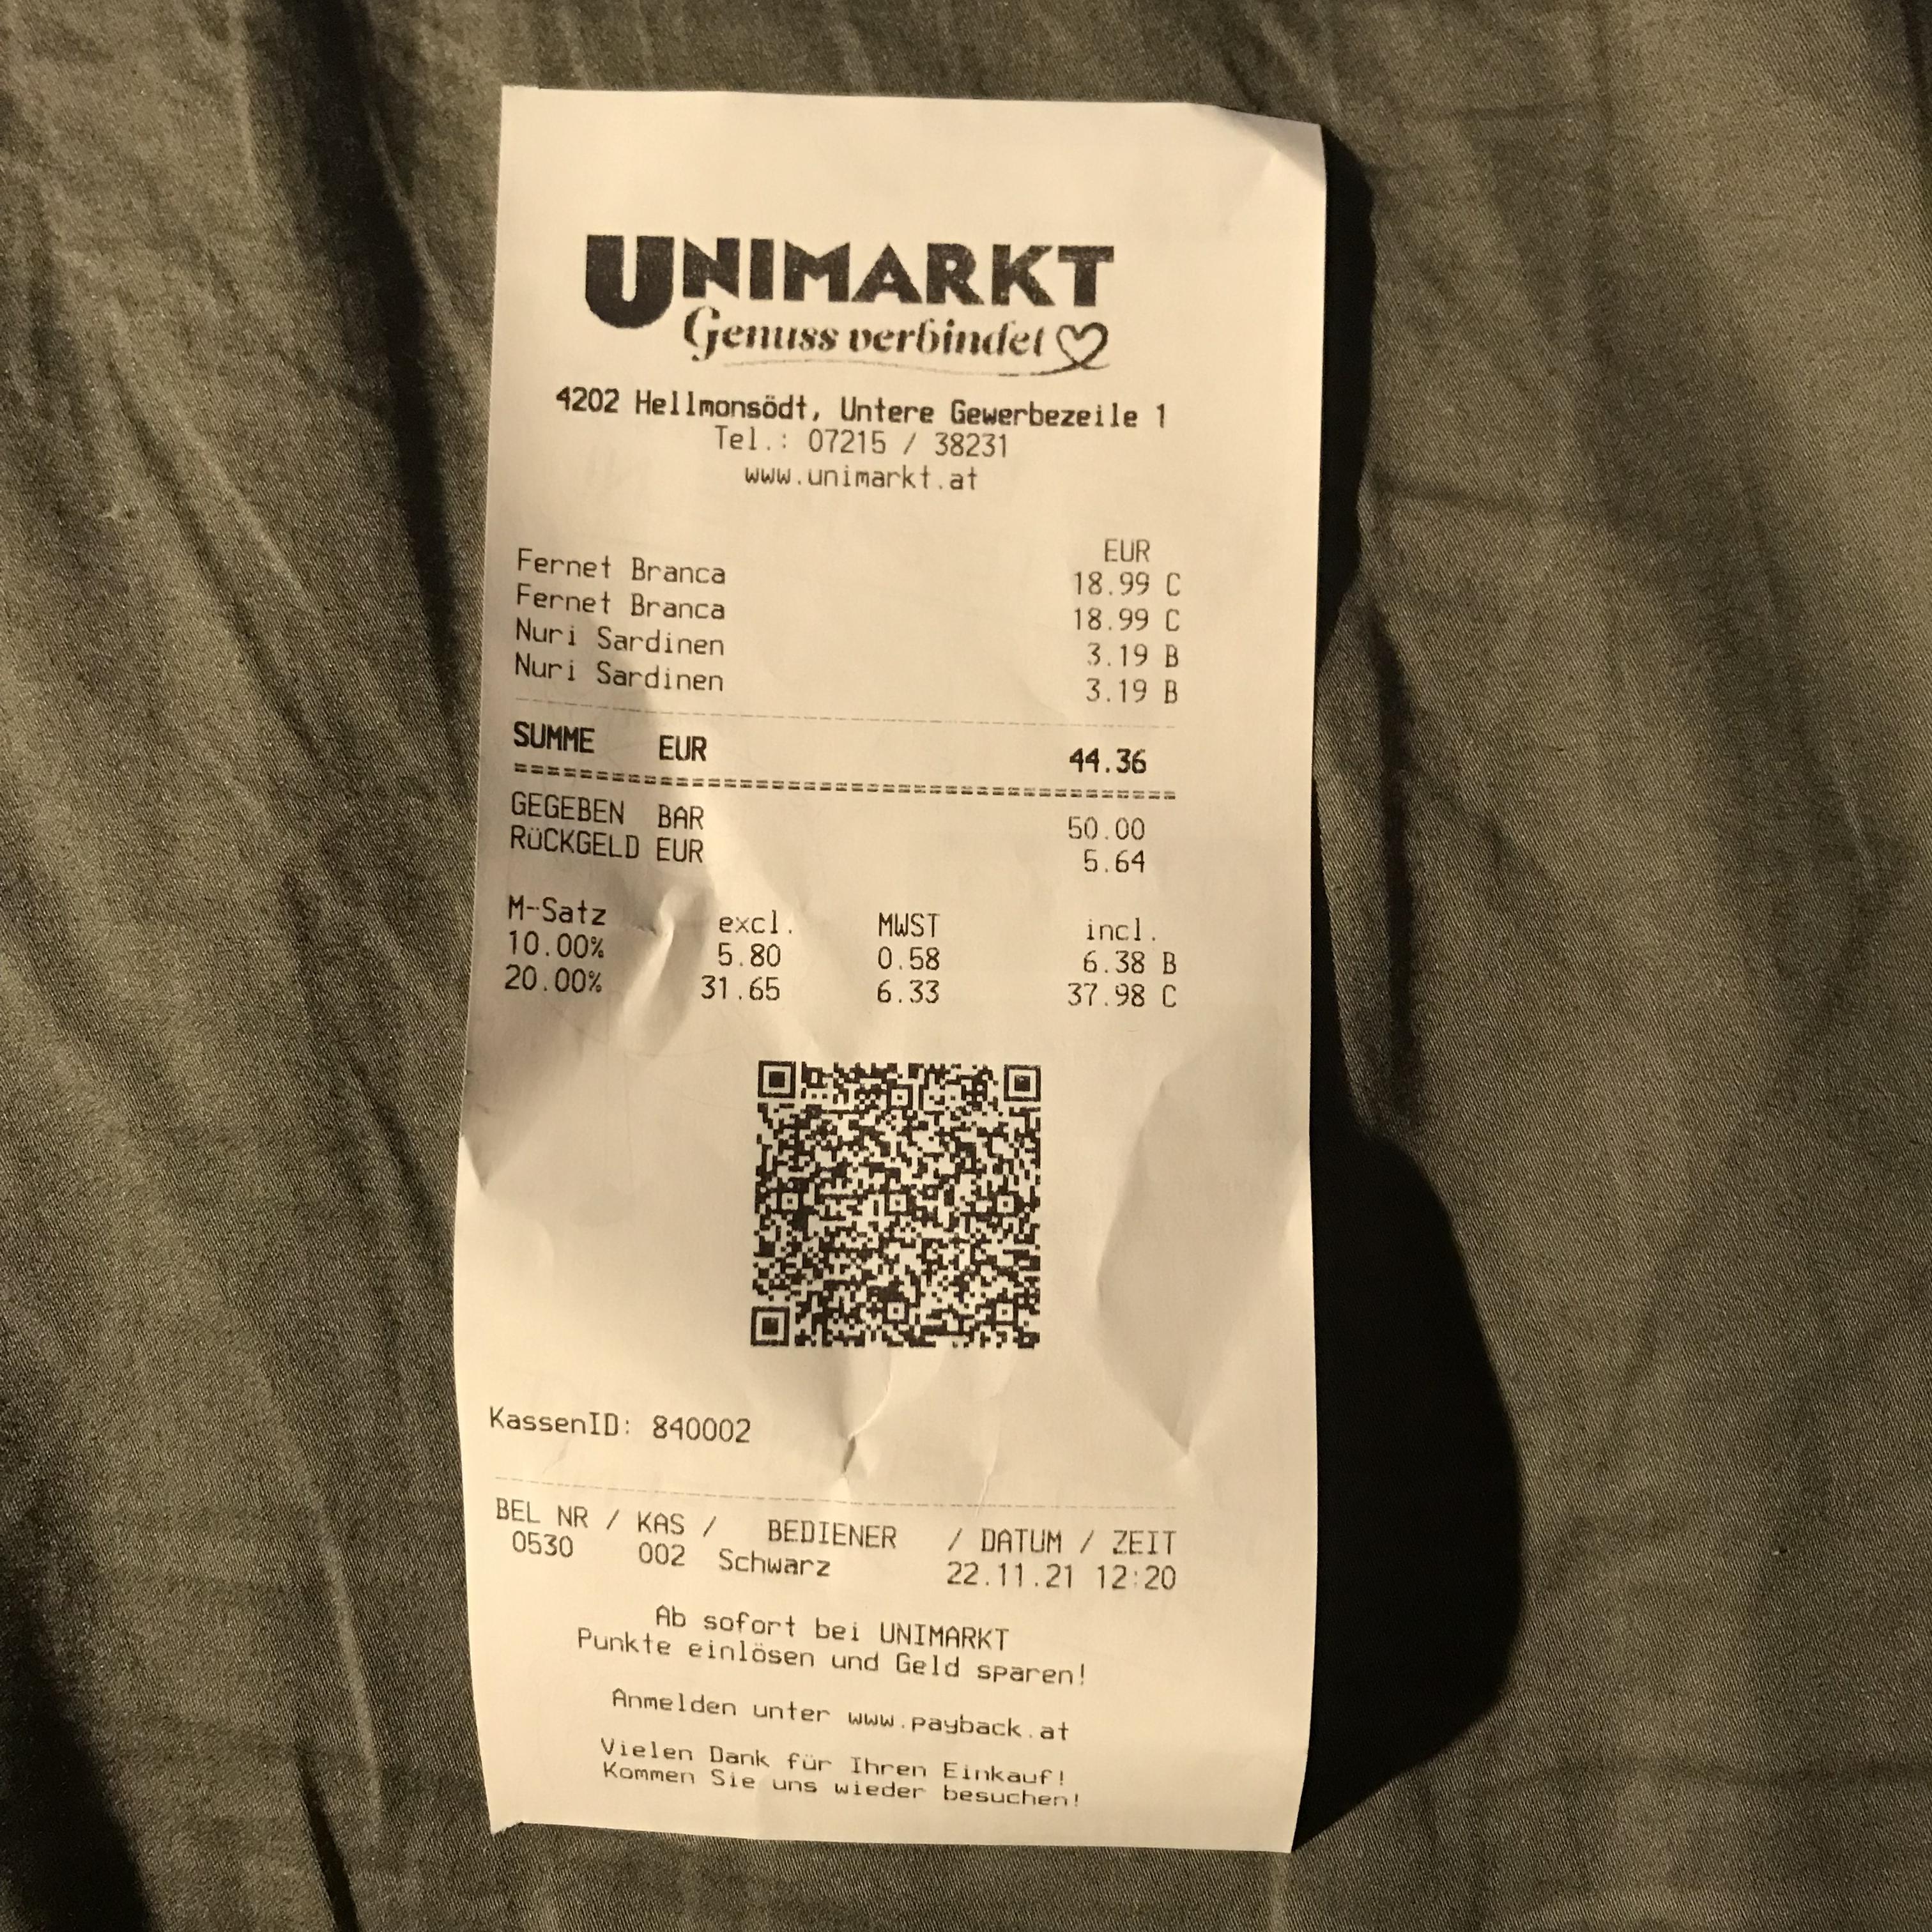 UNIMARKT
Genuss verbindet
4202 Hellmonsödt, Untere Gewerbezeile 1
Tel.: 07215 / 38231
www.unimarkt.at
EUR
Fernet Branca 18.99 C
Fernet Branca 18.99 C
Nuri Sardinen 3.19 B
Nuri Sardinen 3.19 B
SUMME EUR 44.36
GEGEBEN BAR 50.00
RÜCKGELD EUR 5.64
M-Satz excl. MWST incl.
10.00% 5.80 0.58 6.38 B
20.00% 31.65 6.33 37.98 C
KassenID: 840002
BEL NR / KAS / BEDIENER / DATUM / ZEIT
0530 002 Schwarz 22.11.21 12:20
Ab sofort bei UNIMARKT
Punkte einlösen und Geld sparen!
Anmelden unter www.payback.at
Vielen Dank für Ihren Einkauf!
Kommen Sie uns wieder besuchen!